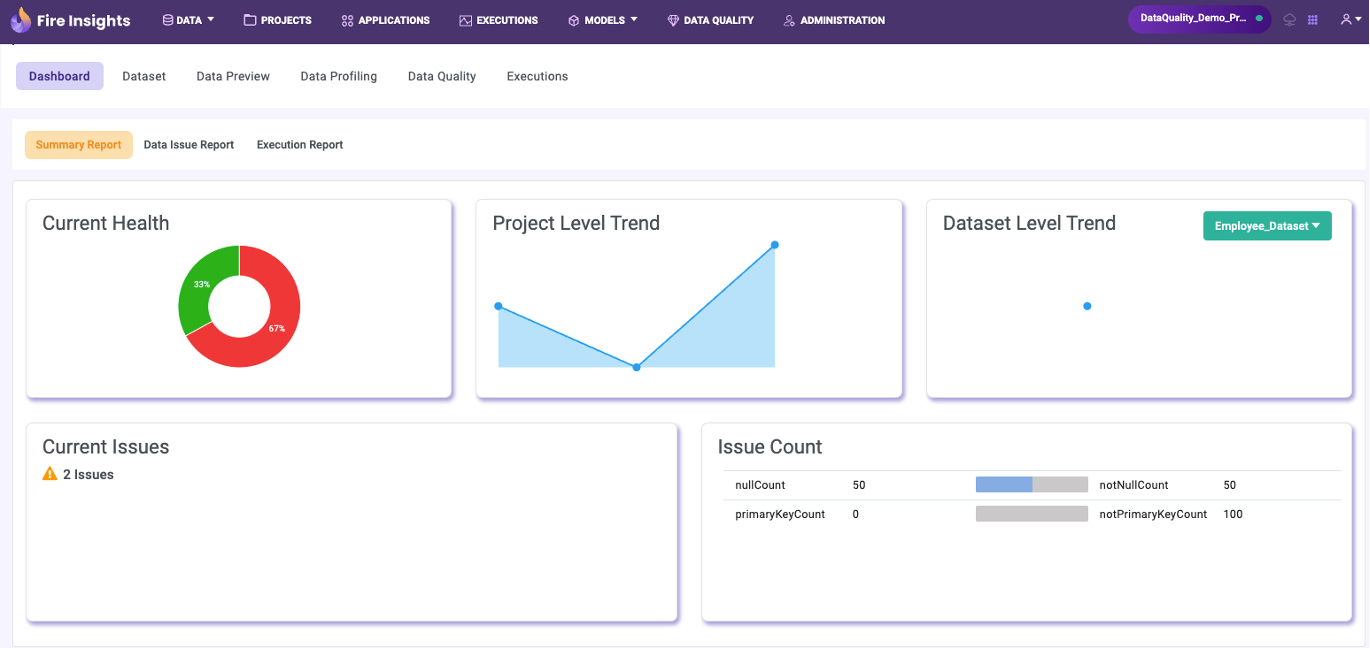 Fire Insights DATA PROJECTS APPLICATIONS EXECUTIONS MODELS DATA QUALITY ADMINISTRATION DataQuality_Demo_Pr...
Dashboard Dataset Data Preview Data Profiling Data Quality Executions
Summary Report Data Issue Report Execution Report
Current Health
33%
67%
Project Level Trend
Dataset Level Trend Employee_Dataset
Current Issues
2 Issues
Issue Count
nullCount 50 notNullCount 50
primaryKeyCount 0 notPrimaryKeyCount 100